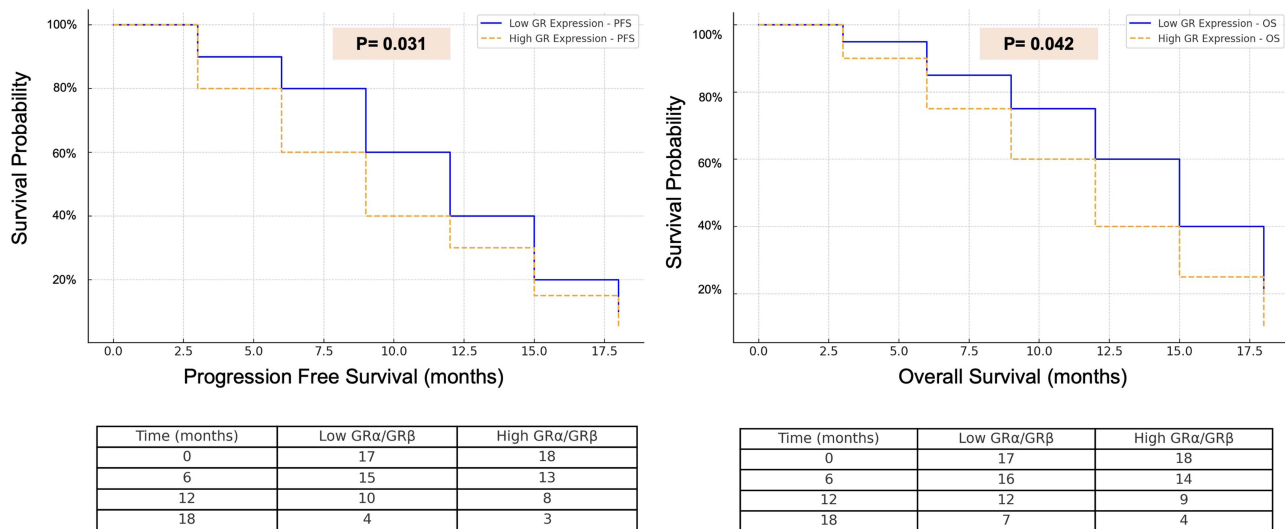 Low GR Expression - PFS
High GR Expression - PFS
P= 0.031
100%
80%
60%
40%
20%
Survival Probability
0.0 2.5 5.0 7.5 10.0 12.5 15.0 17.5
Progression Free Survival (months)
Time (months) Low GRα/GRβ High GRα/GRβ
0 17 18
6 15 13
12 10 8
18 4 3
Low GR Expression - OS
High GR Expression - OS
P= 0.042
100%
80%
60%
40%
20%
Survival Probability
0.0 2.5 5.0 7.5 10.0 12.5 15.0 17.5
Overall Survival (months)
Time (months) Low GRα/GRβ High GRα/GRβ
0 17 18
6 16 14
12 12 9
18 7 4